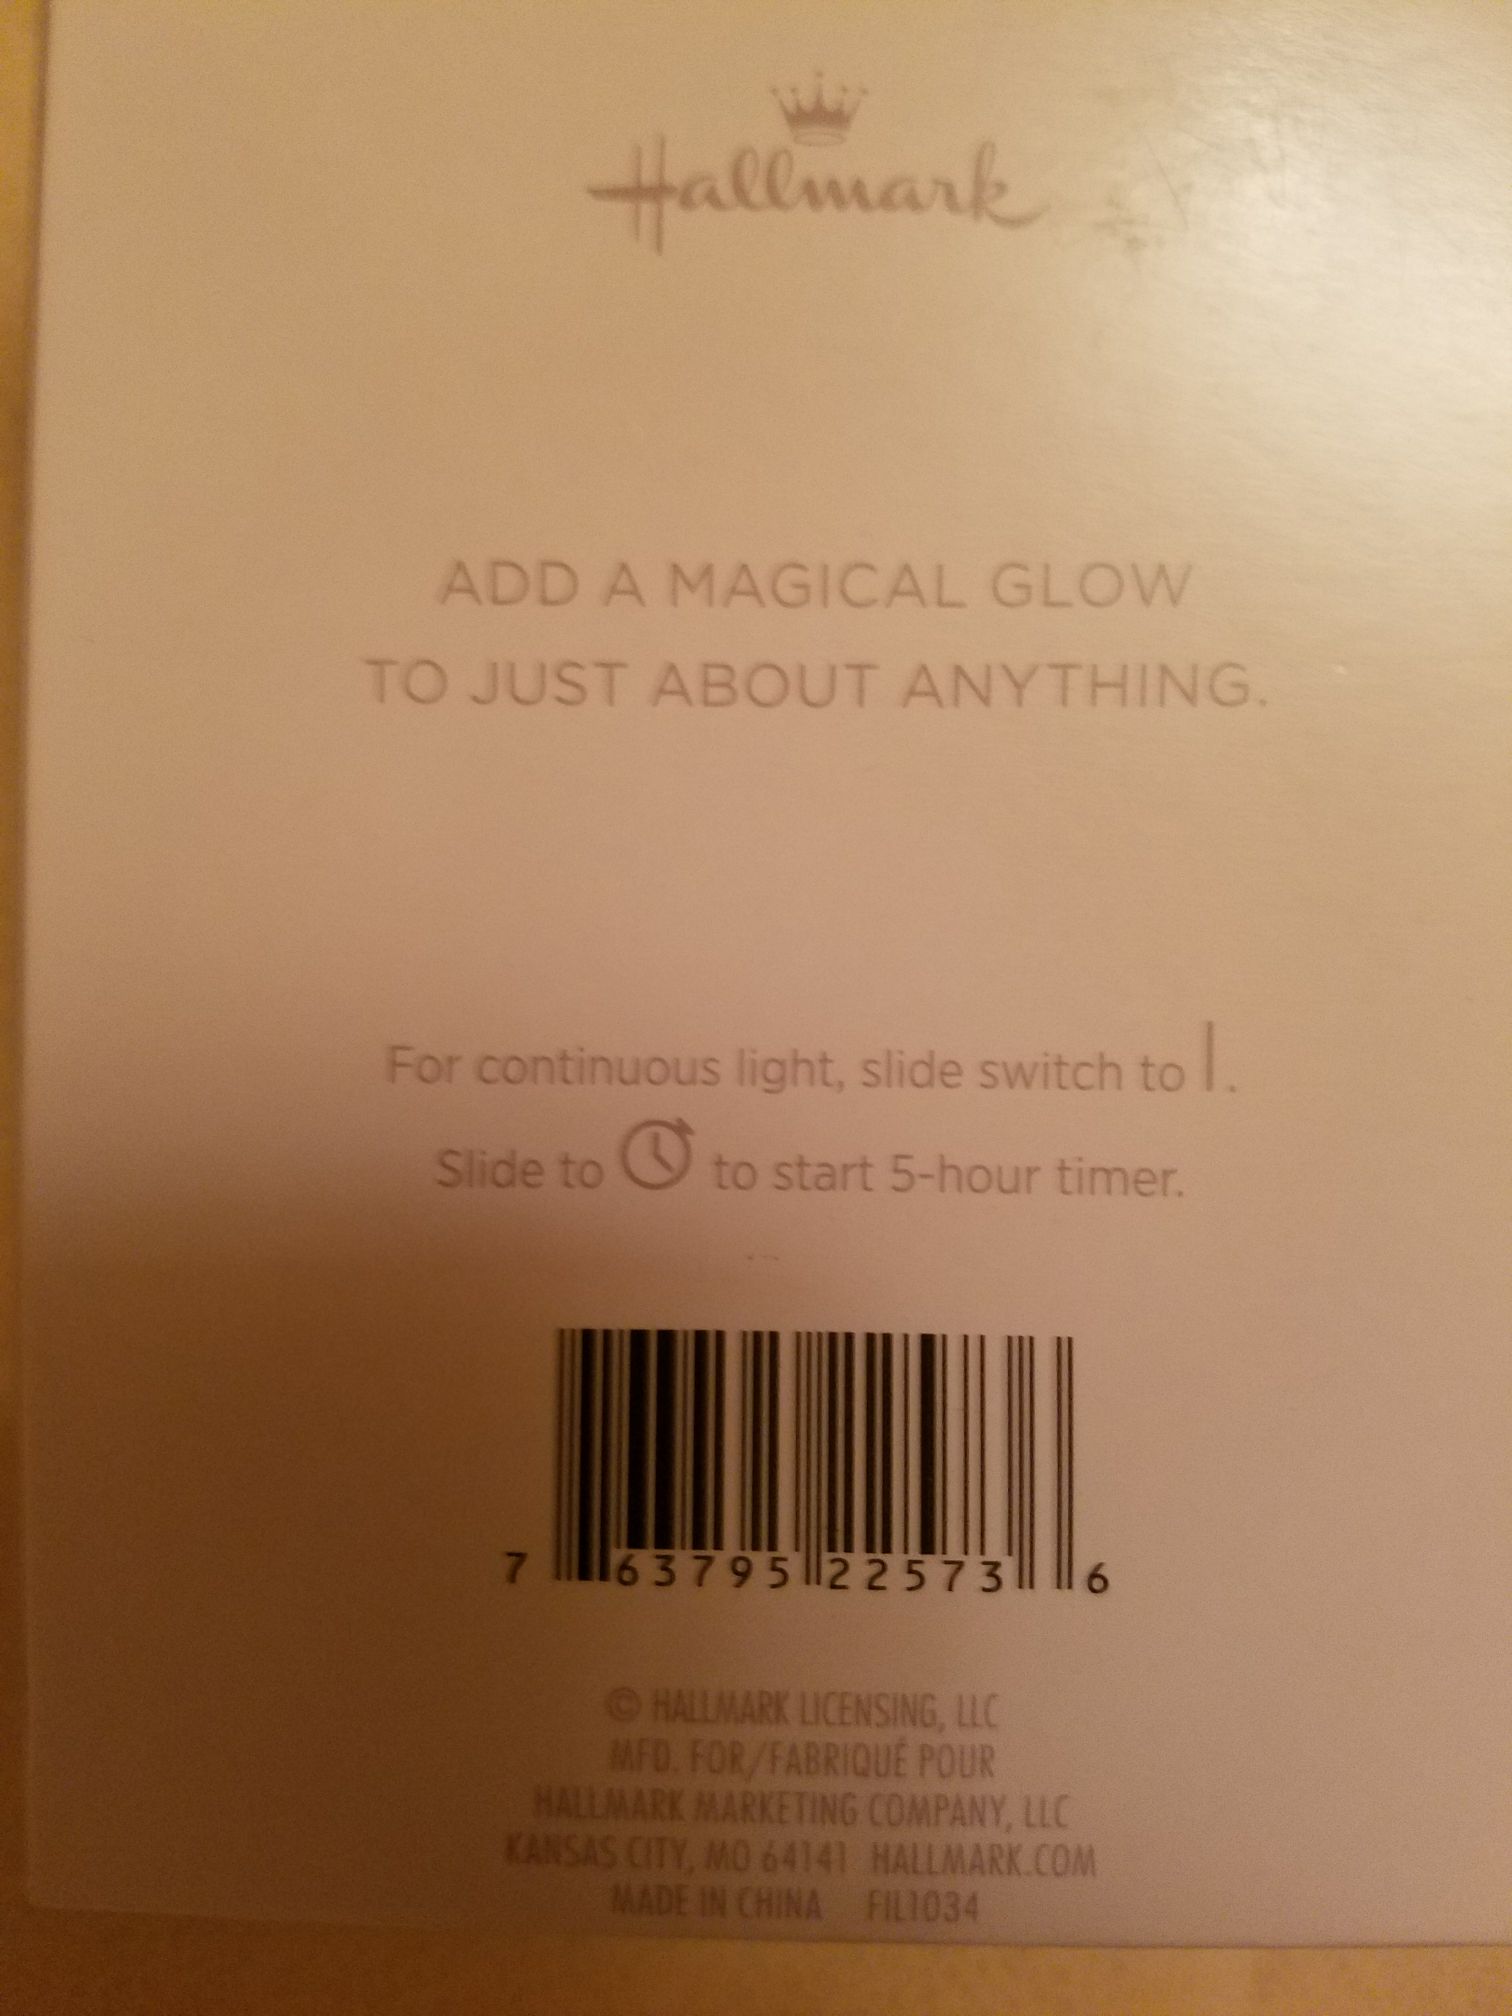 Hallmark
ADD A MAGICAL GLOW
TO JUST ABOUT ANYTHING.
For continuous light, slide switch to |.
Slide to to start 5-hour timer.
7 63795 22573 6
© HALLMARK LICENSING, LLC
MFD. FOR/FABRIQUÉ POUR
HALLMARK MARKETING COMPANY, LLC
KANSAS CITY, MO 64141 HALLMARK.COM
MADE IN CHINA FIL1034